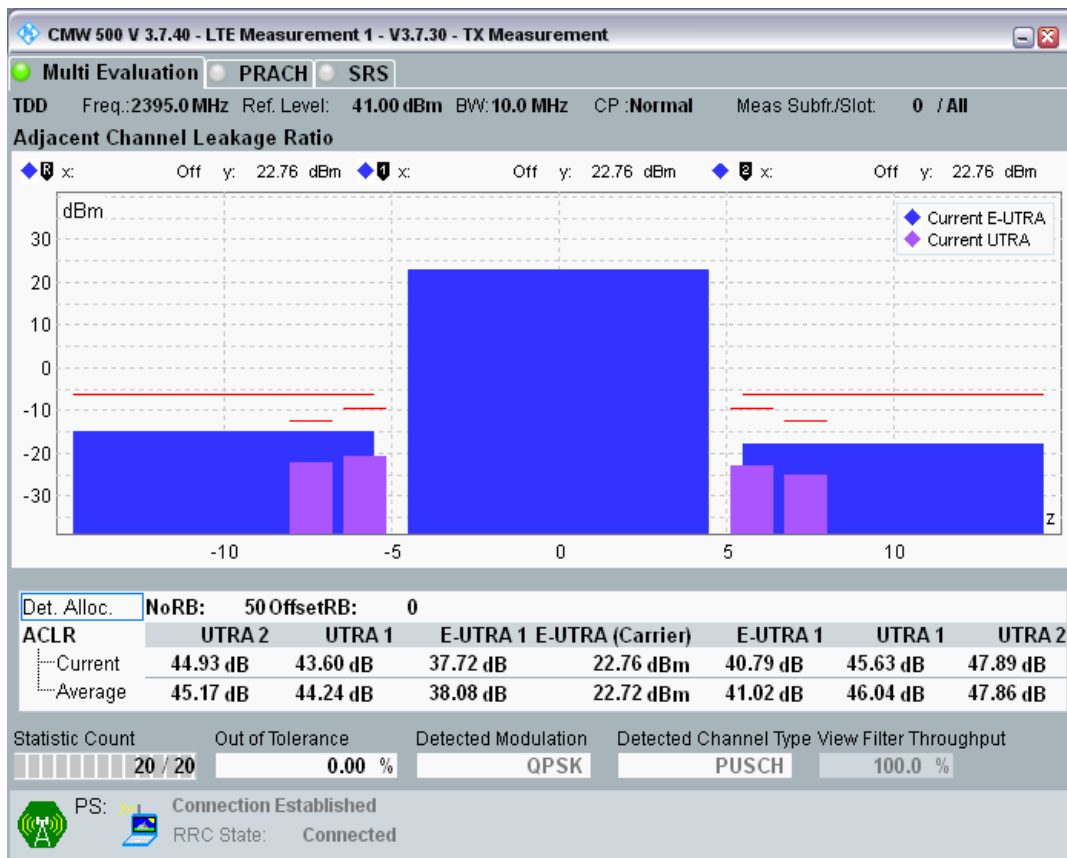 CMW 500 V 3.7.40 - LTE Measurement 1 - V3.7.30 - TX Measurement
Multi Evaluation PRACH SRS
TDD Freq.:2395.0 MHz Ref. Level: 41.00 dBm BW:10.0 MHz CP :Normal Meas Subfr./Slot: 0 / All
Adjacent Channel Leakage Ratio
R x: Off y: 22.76 dBm 1 x: Off y: 22.76 dBm 2 x: Off y: 22.76 dBm
dBm
Current E-UTRA
Current UTRA
30
20
10
0
-10
-20
-30
z
-10 -5 0 5 10
Det. Alloc. NoRB: 50 OffsetRB: 0
ACLR UTRA 2 UTRA 1 E-UTRA 1 E-UTRA (Carrier) E-UTRA 1 UTRA 1 UTRA 2
Current 44.93 dB 43.60 dB 37.72 dB 22.76 dBm 40.79 dB 45.63 dB 47.89 dB
Average 45.17 dB 44.24 dB 38.08 dB 22.72 dBm 41.02 dB 46.04 dB 47.86 dB
Statistic Count Out of Tolerance Detected Modulation Detected Channel Type View Filter Throughput
20 / 20 0.00 % QPSK PUSCH 100.0 %
PS: Connection Established
RRC State: Connected